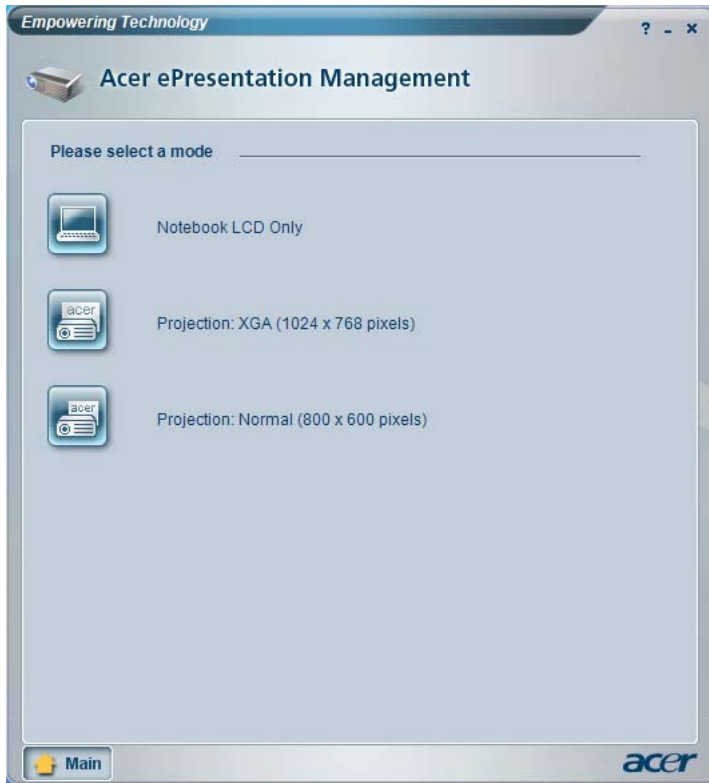 Empowering Technology
? - ×
Acer ePresentation Management
Please select a mode
Notebook LCD Only
acer
Projection: XGA (1024 x 768 pixels)
acer
Projection: Normal (800 x 600 pixels)
Main
acer